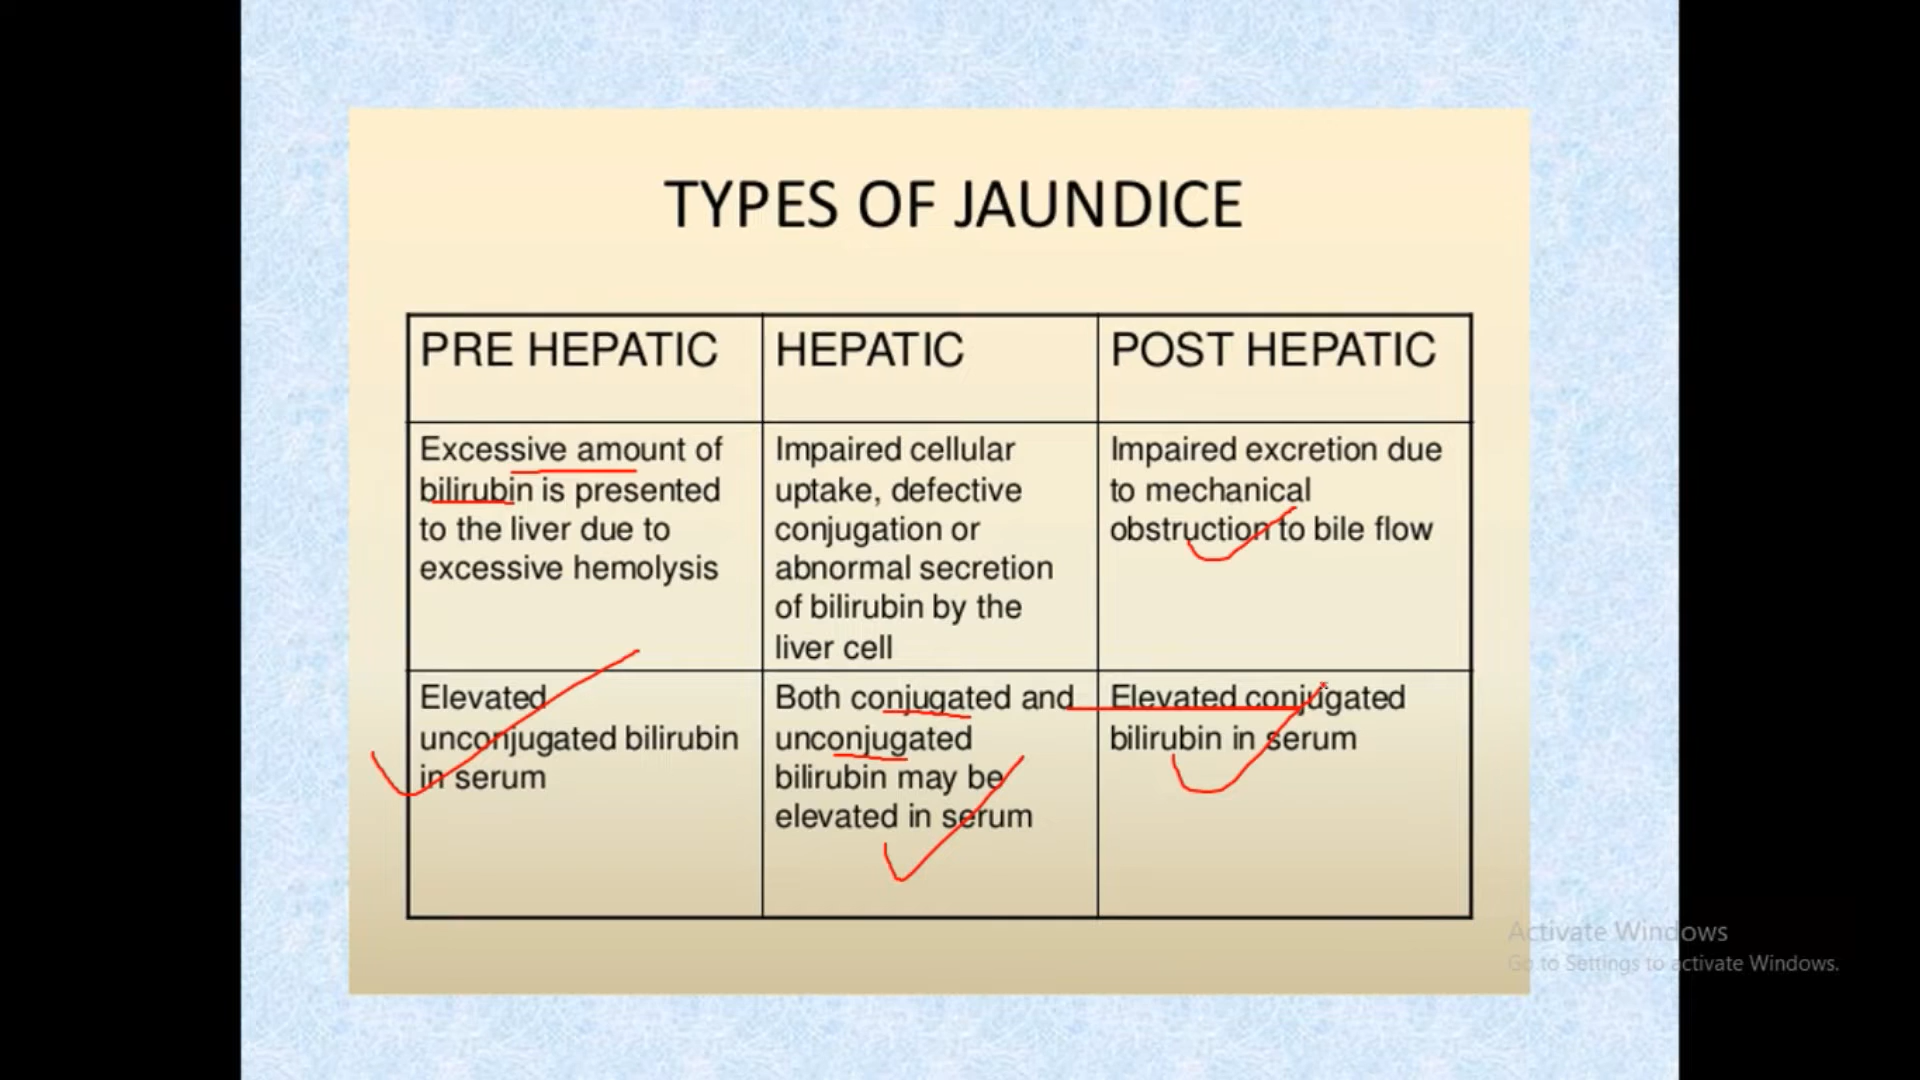 TYPES OF JAUNDICE
PRE HEPATIC
HEPATIC
POST HEPATIC
Excessive amount of
bilirubin is presented
to the liver due to
excessive hemolysis
Impaired cellular
uptake, defective
conjugation or
abnormal secretion
of bilirubin by the
liver cell
Impaired excretion due
to mechanical
obstruction to bile flow
Elevated
unconjugated bilirubin
in serum
Both conjugated and
unconjugated
bilirubin may be
elevated in serum
Elevated conjugated
bilirubin in serum
Activate Windows
Go to Settings to activate Windows.